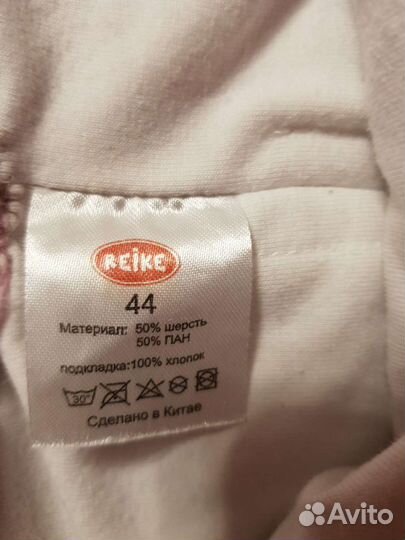 REIKE
44
Материал: 50% шерсть
50% ПАН
подкладка:100% хлопок
30°
Сделано в Китае
Avito